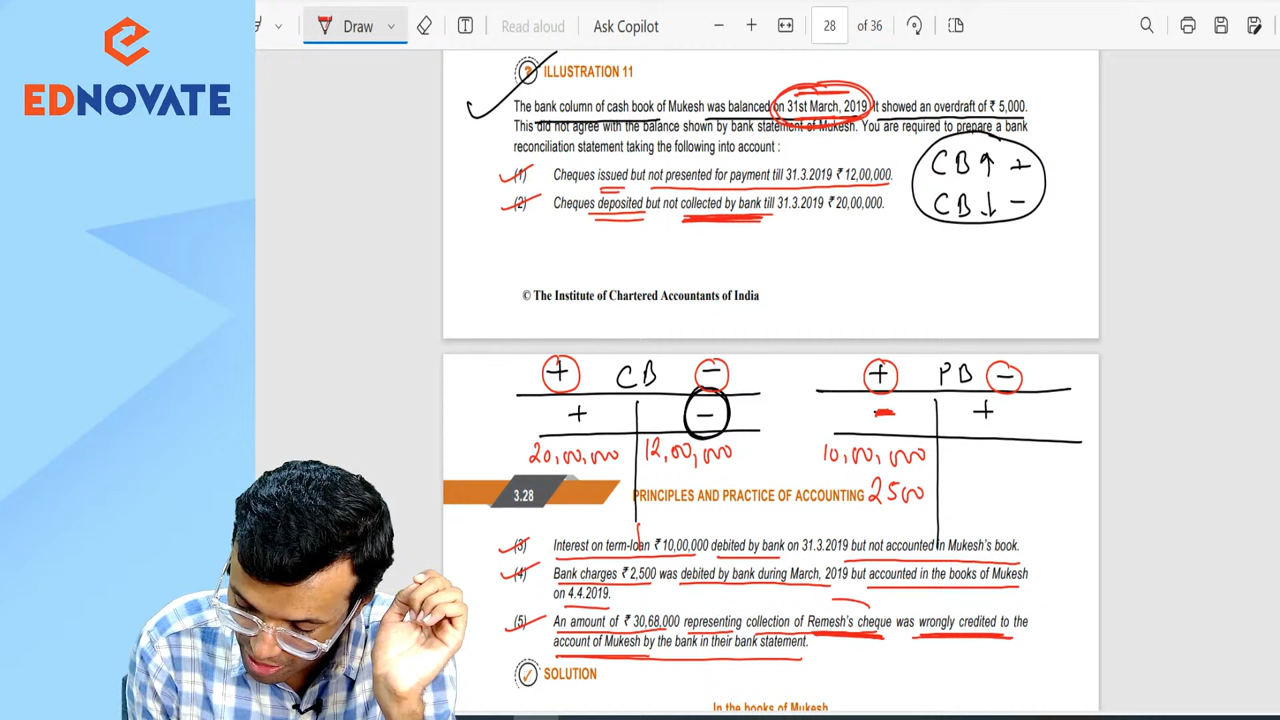 Draw
Read aloud
Ask Copilot
28
of 36
EDNOVATE
ILLUSTRATION 11
The bank column of cash book of Mukesh was balanced on 31st March, 2019. It showed an overdraft of ₹ 5,000.
This did not agree with the balance shown by bank statement of Mukesh. You are required to prepare a bank
reconciliation statement taking the following into account :
(1) Cheques issued but not presented for payment till 31.3.2019 ₹ 12,00,000.
(2) Cheques deposited but not collected by bank till 31.3.2019 ₹ 20,00,000.
CB↑ +
CB↓ -
© The Institute of Chartered Accountants of India
+ CB -
+ PB -
+ -
- +
20,00,000 12,00,000
10,00,000
2500
3.28 PRINCIPLES AND PRACTICE OF ACCOUNTING
(3) Interest on term-loan ₹ 10,00,000 debited by bank on 31.3.2019 but not accounted in Mukesh's book.
(4) Bank charges ₹ 2,500 was debited by bank during March, 2019 but accounted in the books of Mukesh
on 4.4.2019.
(5) An amount of ₹ 30,68,000 representing collection of Remesh's cheque was wrongly credited to the
account of Mukesh by the bank in their bank statement.
SOLUTION
In the books of Mukesh